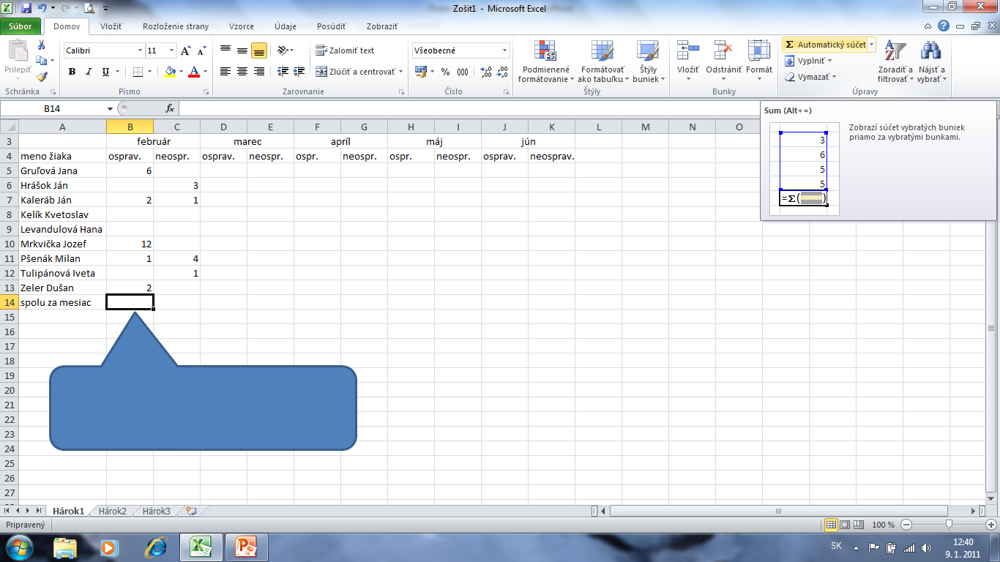 Zošit1 - Microsoft Excel
Súbor Domov Vložiť Rozloženie strany Vzorce Údaje Posúdiť Zobraziť
Prilepiť
Schránka
Calibri 11
B I U A A A
Písmo
Zalomiť text
Zlúčiť a centrovať
Zarovnanie
Všeobecné
% 000
Číslo
Podmienené formátovanie
Formátovať ako tabuľku
Štýly buniek
Štýly
Vložiť Odstrániť Formát
Bunky
Σ Automatický súčet
Vyplniť
Vymazať
Zoradiť a filtrovať
Nájsť a vybrať
Úpravy
B14 fx
Sum (Alt+=)
Zobrazí súčet vybratých buniek
priamo za vybratými bunkami.
3
6
5
5
=Σ( )
A B C D E F G H I J K L M N O
3 február marec apríl máj jún
4 meno žiaka osprav. neospr. osprav. neospr. ospr. neospr. ospr. neospr. osprav. neosprav.
5 Gruľová Jana 6
6 Hrášok Ján 3
7 Kaleráb Ján 2 1
8 Kelík Kvetoslav
9 Levandulová Hana
10 Mrkvička Jozef 12
11 Pšenák Milan 1 4
12 Tulipánová Iveta 1
13 Zeler Dušan 2
14 spolu za mesiac
15
16
17
18
19
20
21
22
23
24
25
26
27
Hárok1 Hárok2 Hárok3
Pripravený 100 %
SK 12:40
9. 1. 2011